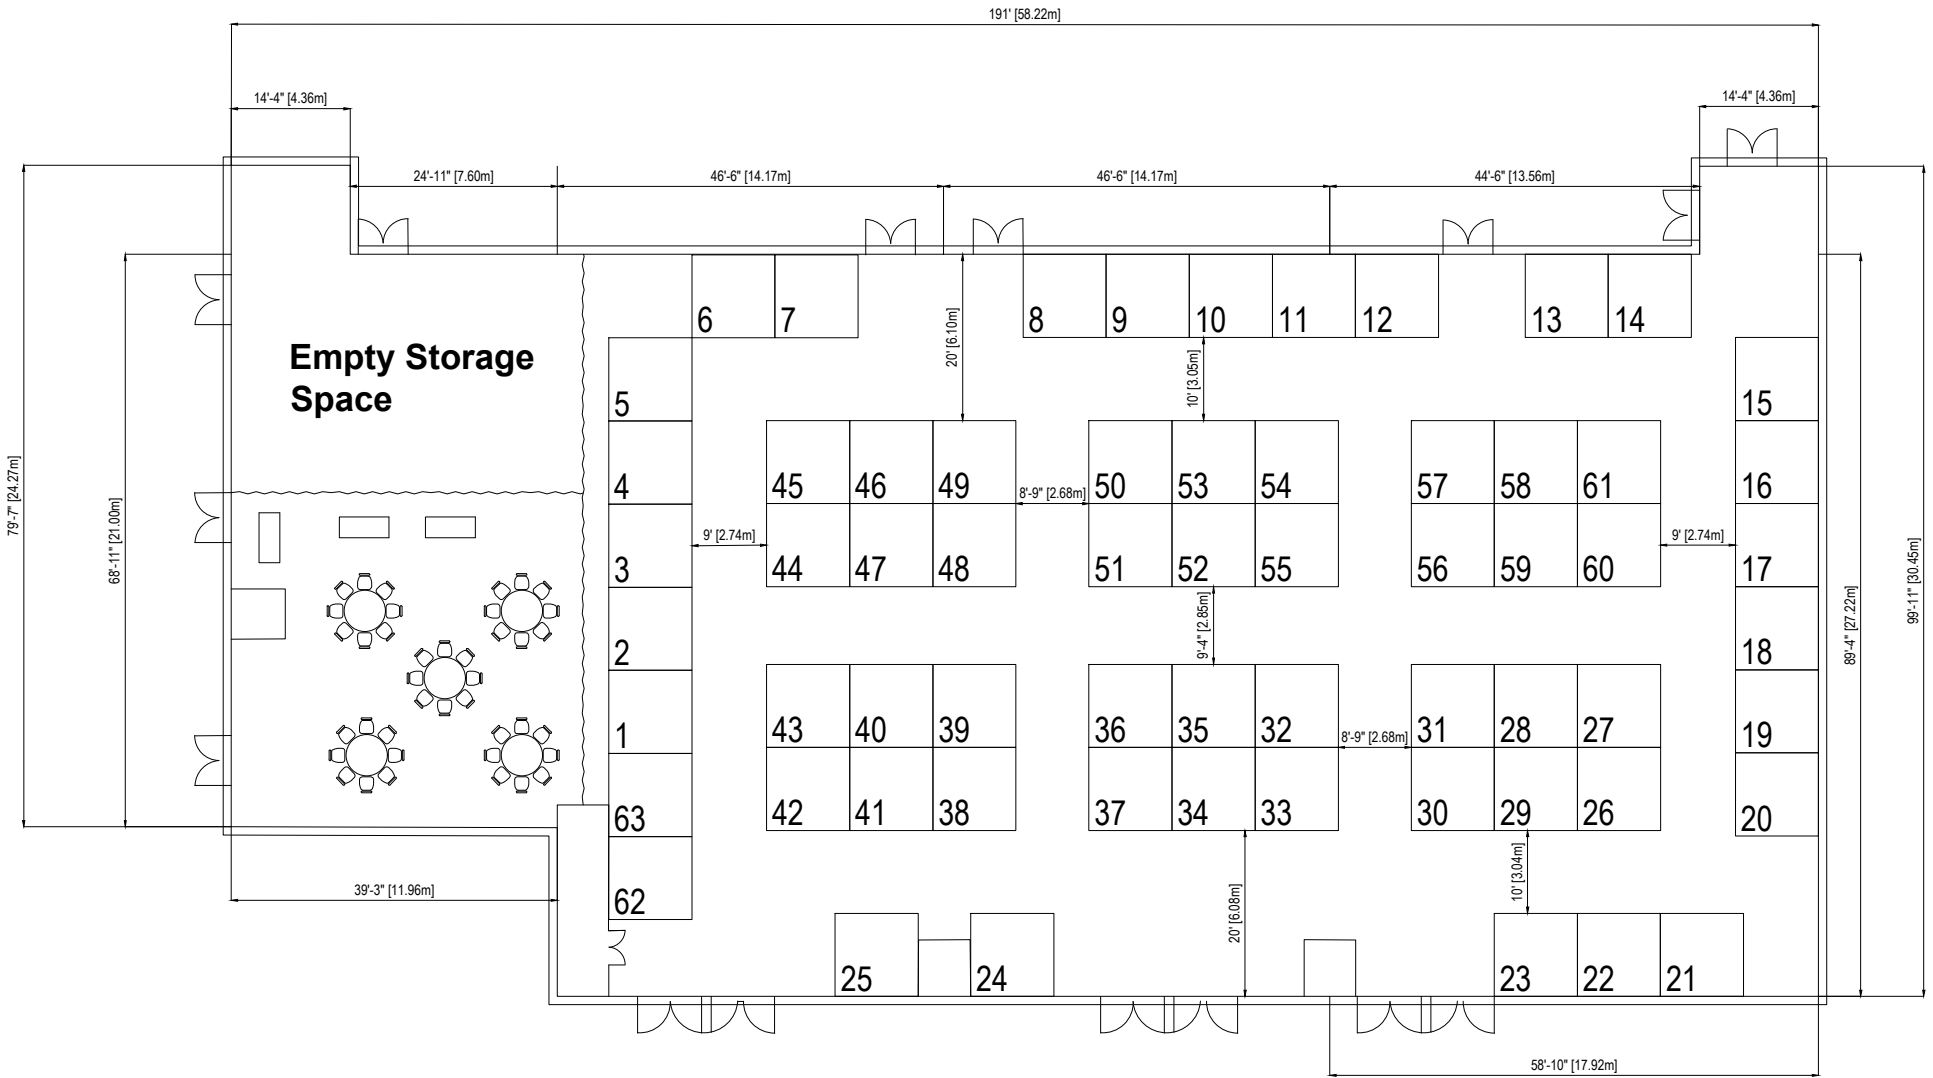 191' [58.22m]
14'-4" [4.36m]
14'-4" [4.36m]
24'-11" [7.60m]
46'-6" [14.17m]
46'-6" [14.17m]
44'-6" [13.56m]
6
7
8
9
10
11
12
13
14
20' [6.10m]
10' [3.05m]
Empty Storage
Space
5
15
4
45
46
49
8'-9" [2.68m]
50
53
54
57
58
61
16
79'-7" [24.27m]
68'-11" [21.00m]
9' [2.74m]
9' [2.74m]
3
44
47
48
51
52
55
56
59
60
17
99'-11" [30.45m]
89'-4" [27.22m]
9'-4" [2.85m]
2
18
1
43
40
39
36
35
32
8'-9" [2.68m]
31
28
27
19
63
42
41
38
37
34
33
30
29
26
20
39'-3" [11.96m]
62
20' [6.08m]
10' [3.04m]
25
24
23
22
21
58'-10" [17.92m]